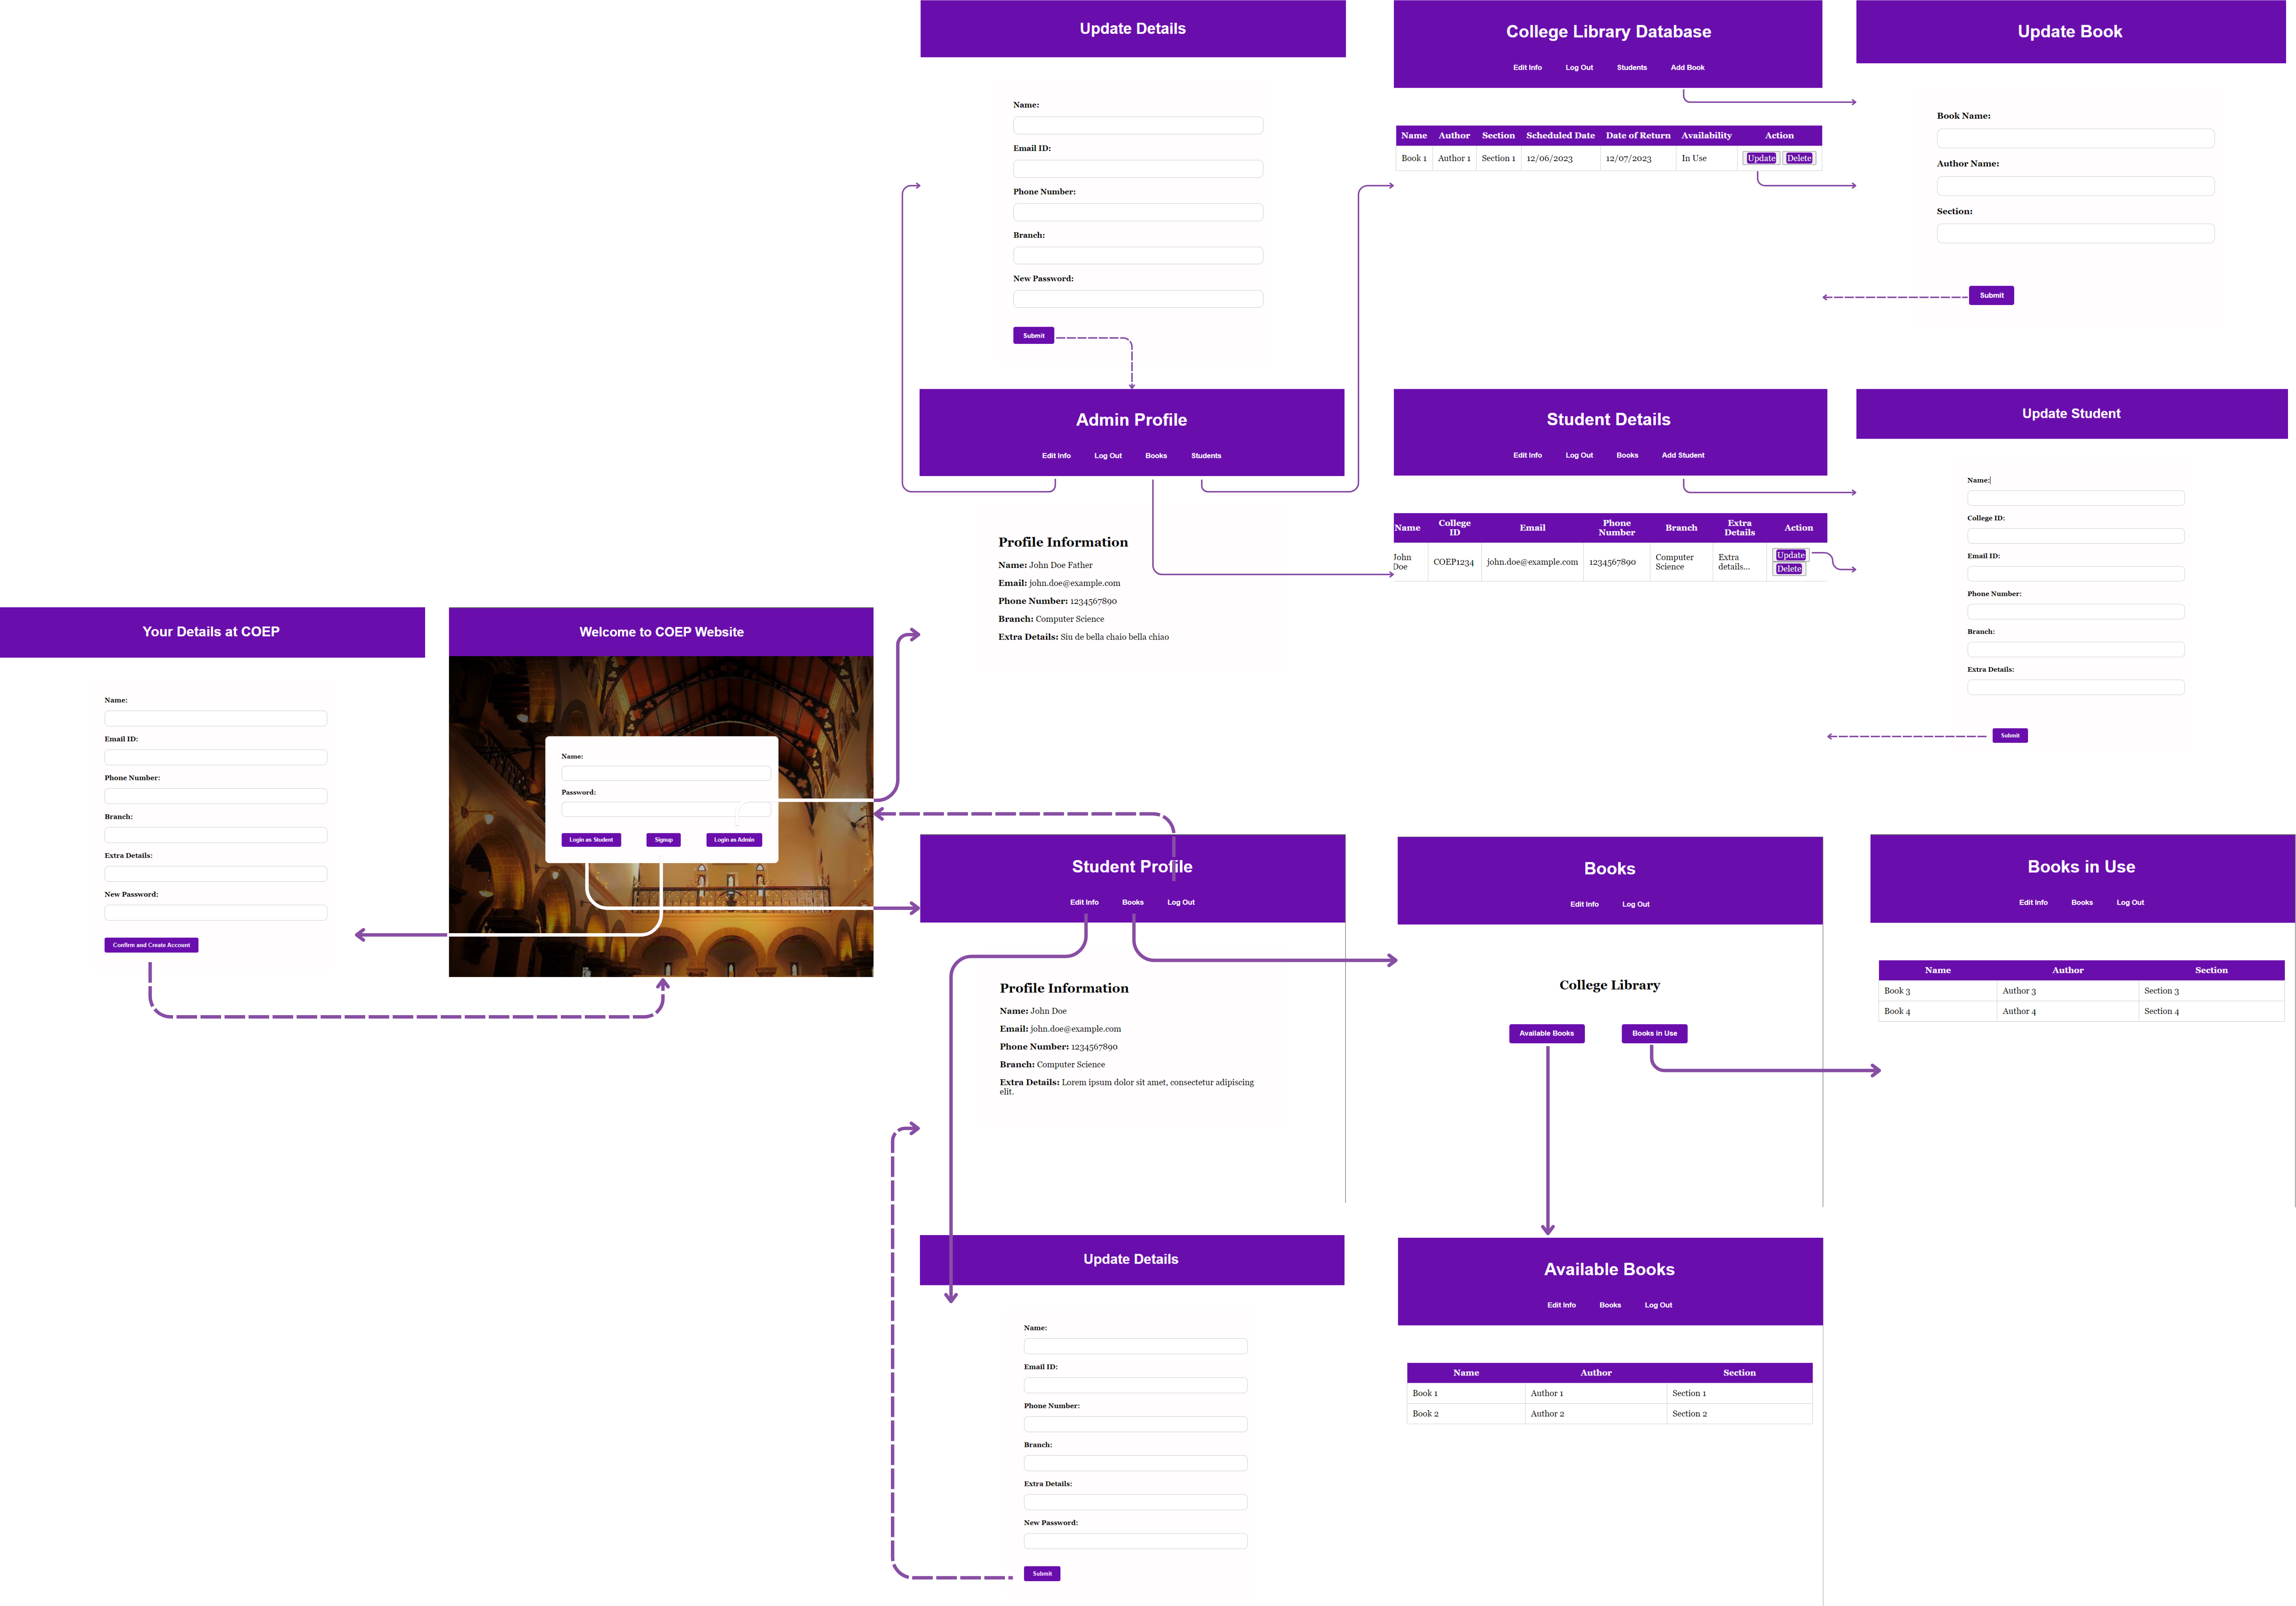 Update Details
Name:
Email ID:
Phone Number:
Branch:
New Password:
Submit
College Library Database
Edit Info Log Out Students Add Book
Name Author Section Scheduled Date Date of Return Availability Action
Book 1 Author 1 Section 1 12/06/2023 12/07/2023 In Use Update Delete
Update Book
Book Name:
Author Name:
Section:
Submit
Admin Profile
Edit Info Log Out Books Students
Profile Information
Name: John Doe Father
Email: john.doe@example.com
Phone Number: 1234567890
Branch: Computer Science
Extra Details: Siu de bella chaio bella chiao
Student Details
Edit Info Log Out Books Add Student
Name College ID Email Phone Number Branch Extra Details Action
John Doe COEP1234 john.doe@example.com 1234567890 Computer Science Extra details... Update Delete
Update Student
Name:
College ID:
Email ID:
Phone Number:
Branch:
Extra Details:
Submit
Your Details at COEP
Name:
Email ID:
Phone Number:
Branch:
Extra Details:
New Password:
Confirm and Create Account
Welcome to COEP Website
Name:
Password:
Login as Student Signup Login as Admin
Student Profile
Edit Info Books Log Out
Profile Information
Name: John Doe
Email: john.doe@example.com
Phone Number: 1234567890
Branch: Computer Science
Extra Details: Lorem ipsum dolor sit amet, consectetur adipiscing
elit.
Books
Edit Info Log Out
College Library
Available Books Books in Use
Books in Use
Edit Info Books Log Out
Name Author Section
Book 3 Author 3 Section 3
Book 4 Author 4 Section 4
Update Details
Name:
Email ID:
Phone Number:
Branch:
Extra Details:
New Password:
Submit
Available Books
Edit Info Books Log Out
Name Author Section
Book 1 Author 1 Section 1
Book 2 Author 2 Section 2